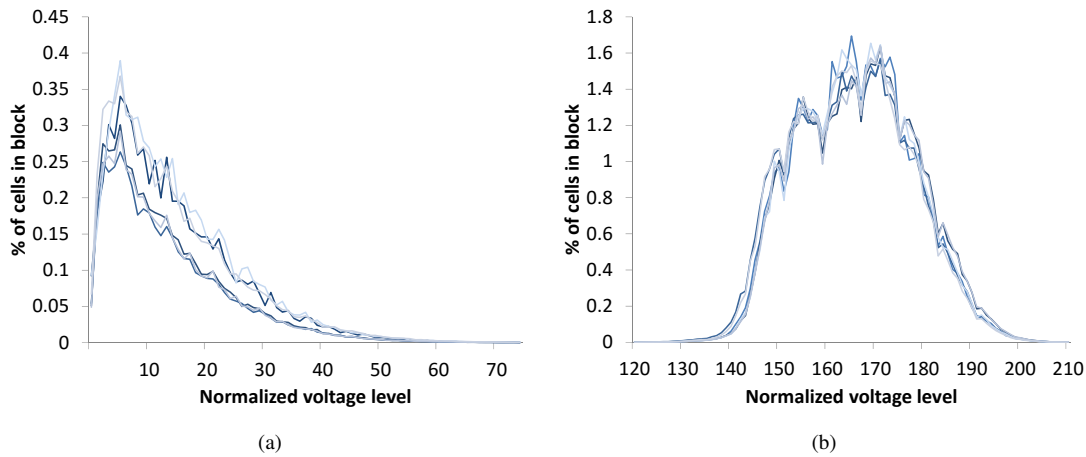 0.45
0.4
0.35
0.3
0.25
0.2
0.15
0.1
0.05
0
% of cells in block
10 20 30 40 50 60 70
Normalized voltage level
(a)
1.8
1.6
1.4
1.2
1
0.8
0.6
0.4
0.2
0
% of cells in block
120 130 140 150 160 170 180 190 200 210
Normalized voltage level
(b)